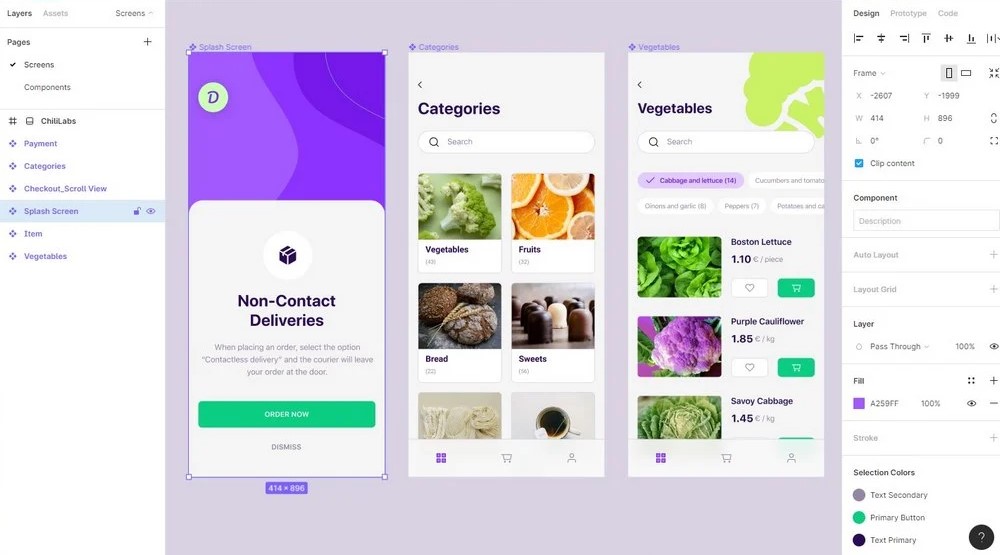 Layers Assets Screens
Pages
Screens
Components
ChiliLabs
Payment
Categories
Checkout_Scroll View
Splash Screen
Item
Vegetables
Splash Screen
D
Non-Contact
Deliveries
When placing an order, select the option
"Contactless delivery" and the courier will leave
your order at the door.
ORDER NOW
DISMISS
414 × 896
Categories
Categories
Search
Vegetables
(43)
Fruits
(32)
Bread
(22)
Sweets
(56)
Vegetables
Vegetables
Search
Cabbage and lettuce (14) Cucumbers and tomato
Oinons and garlic (8) Peppers (7) Potatoes and ca
Boston Lettuce
1.10 € / piece
Purple Cauliflower
1.85 € / kg
Savoy Cabbage
1.45 € / kg
Design Prototype Code
Frame
X -2607 Y -1999
W 414 H 896
0° 0
Clip content
Component
Description
Auto Layout
Layout Grid
Layer
Pass Through 100%
Fill
A259FF 100%
Stroke
Selection Colors
Text Secondary
Primary Button
Text Primary
?